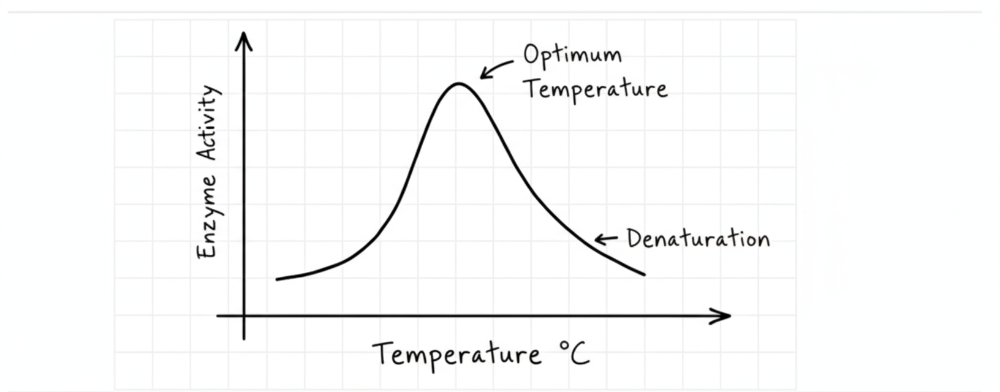 Optimum
Temperature
Enzyme Activity
Denaturation
Temperature °C